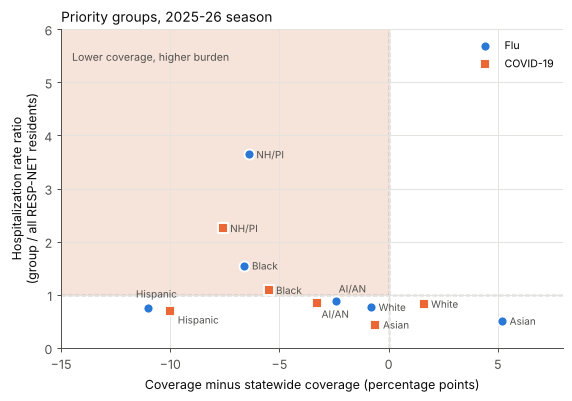 Priority groups, 2025-26 season
6
5
4
3
2
1
0
Hospitalization rate ratio
(group / all RESP-NET residents)
Lower coverage, higher burden
Flu
COVID-19
NH/PI
NH/PI
Black
Black
Hispanic
AI/AN
White
White
Hispanic
AI/AN
Asian
Asian
−15
−10
−5
0
5
Coverage minus statewide coverage (percentage points)